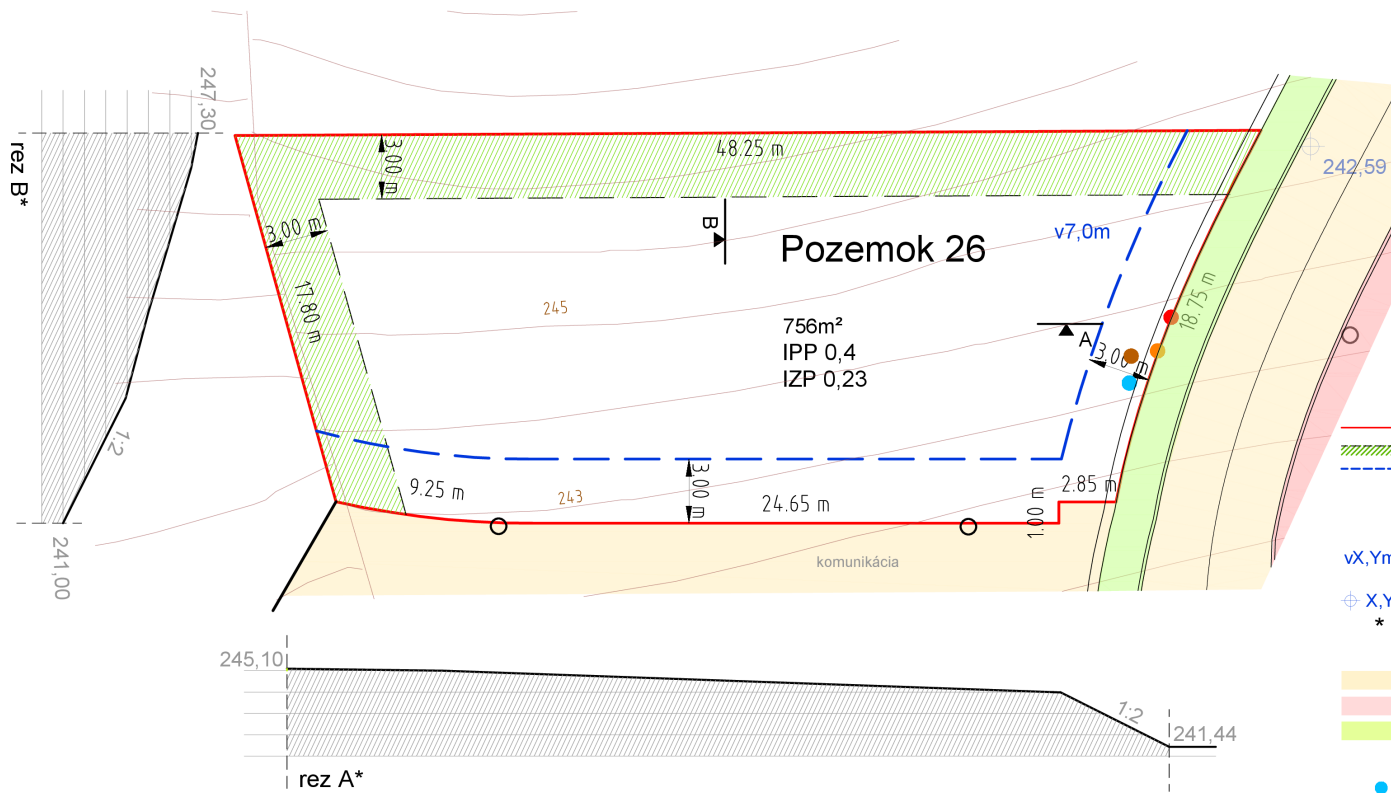 247,30
rez B*
1:2
241,00
3.00 m
48.25 m
3.00 m
17.80 m
B
Pozemok 26
v7,0m
242,59
245
756m²
IPP 0,4
IZP 0,23
A
3.00 m
18.75 m
9.25 m
243
3.00 m
24.65 m
1.00 m
2.85 m
komunikácia
vX,Ym
X,Y
*
245,10
1:2
241,44
rez A*